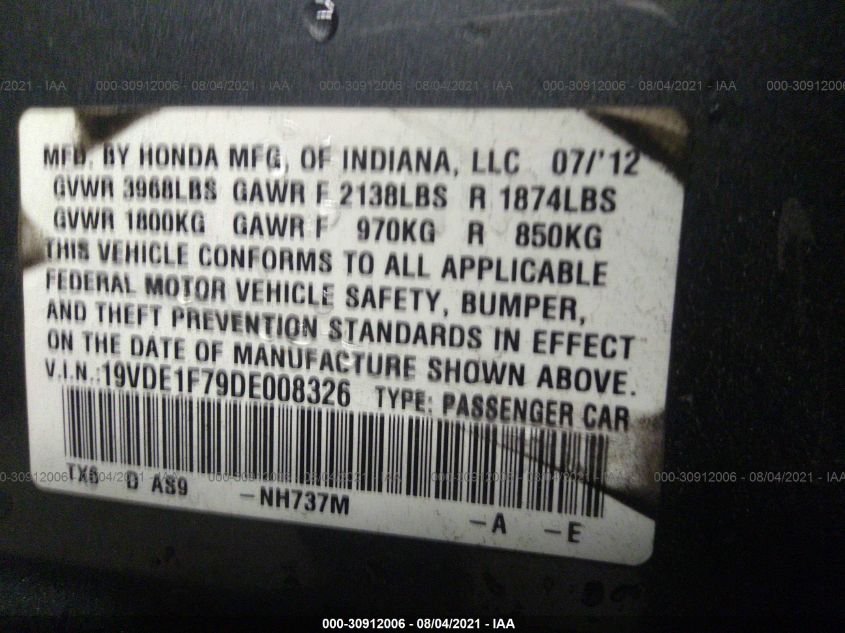 000-30912006 - 08/04/2021 - IAA
MFD. BY HONDA MFG. OF INDIANA, LLC 07/'12
GVWR 3968LBS GAWR F 2138LBS R 1874LBS
GVWR 1800KG GAWR F 970KG R 850KG
THIS VEHICLE CONFORMS TO ALL APPLICABLE
FEDERAL MOTOR VEHICLE SAFETY, BUMPER,
AND THEFT PREVENTION STANDARDS IN EFFECT
ON THE DATE OF MANUFACTURE SHOWN ABOVE.
V.I.N.:19VDE1F79DE008326 TYPE: PASSENGER CAR
TX6 D AS9 -NH737M -A -E
000-30912006 - 08/04/2021 - IAA
000-30912006 - 08/04/2021 - IAA